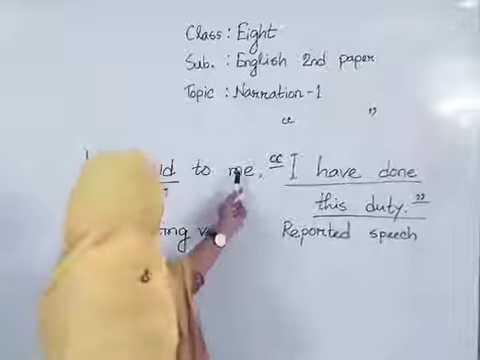 Class : Eight
Sub. : English 2nd paper
Topic : Narration-1
“ ”
to me, “I have done
this duty.”
Reported speech